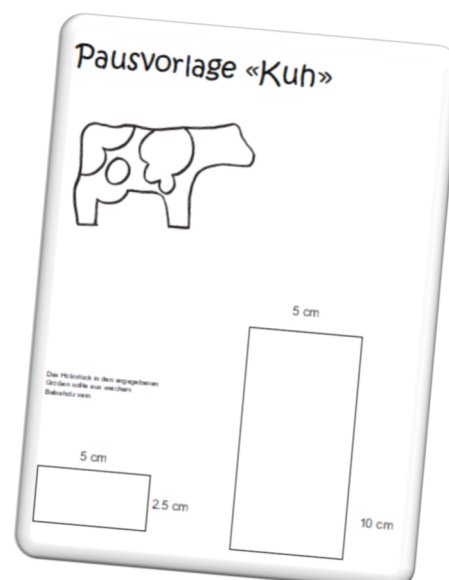 Pausvorlage «Kuh»
5 cm
Das Holzstück in den angegebenen
Größen sollte aus weichem
Balsaholz sein.
5 cm
2.5 cm
10 cm